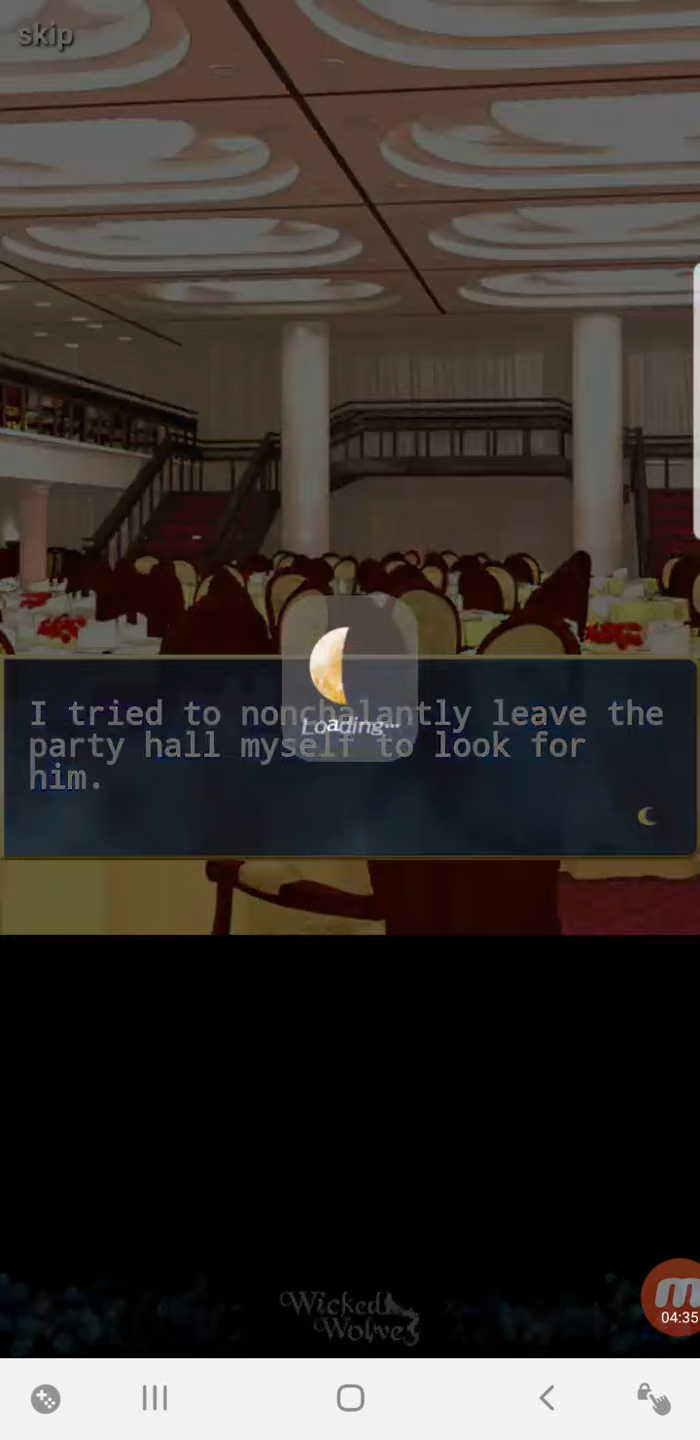 skip
I tried to nonchalantly leave the
party hall myself to look for
him.
Loading...
Wicked
Wolves
04:35